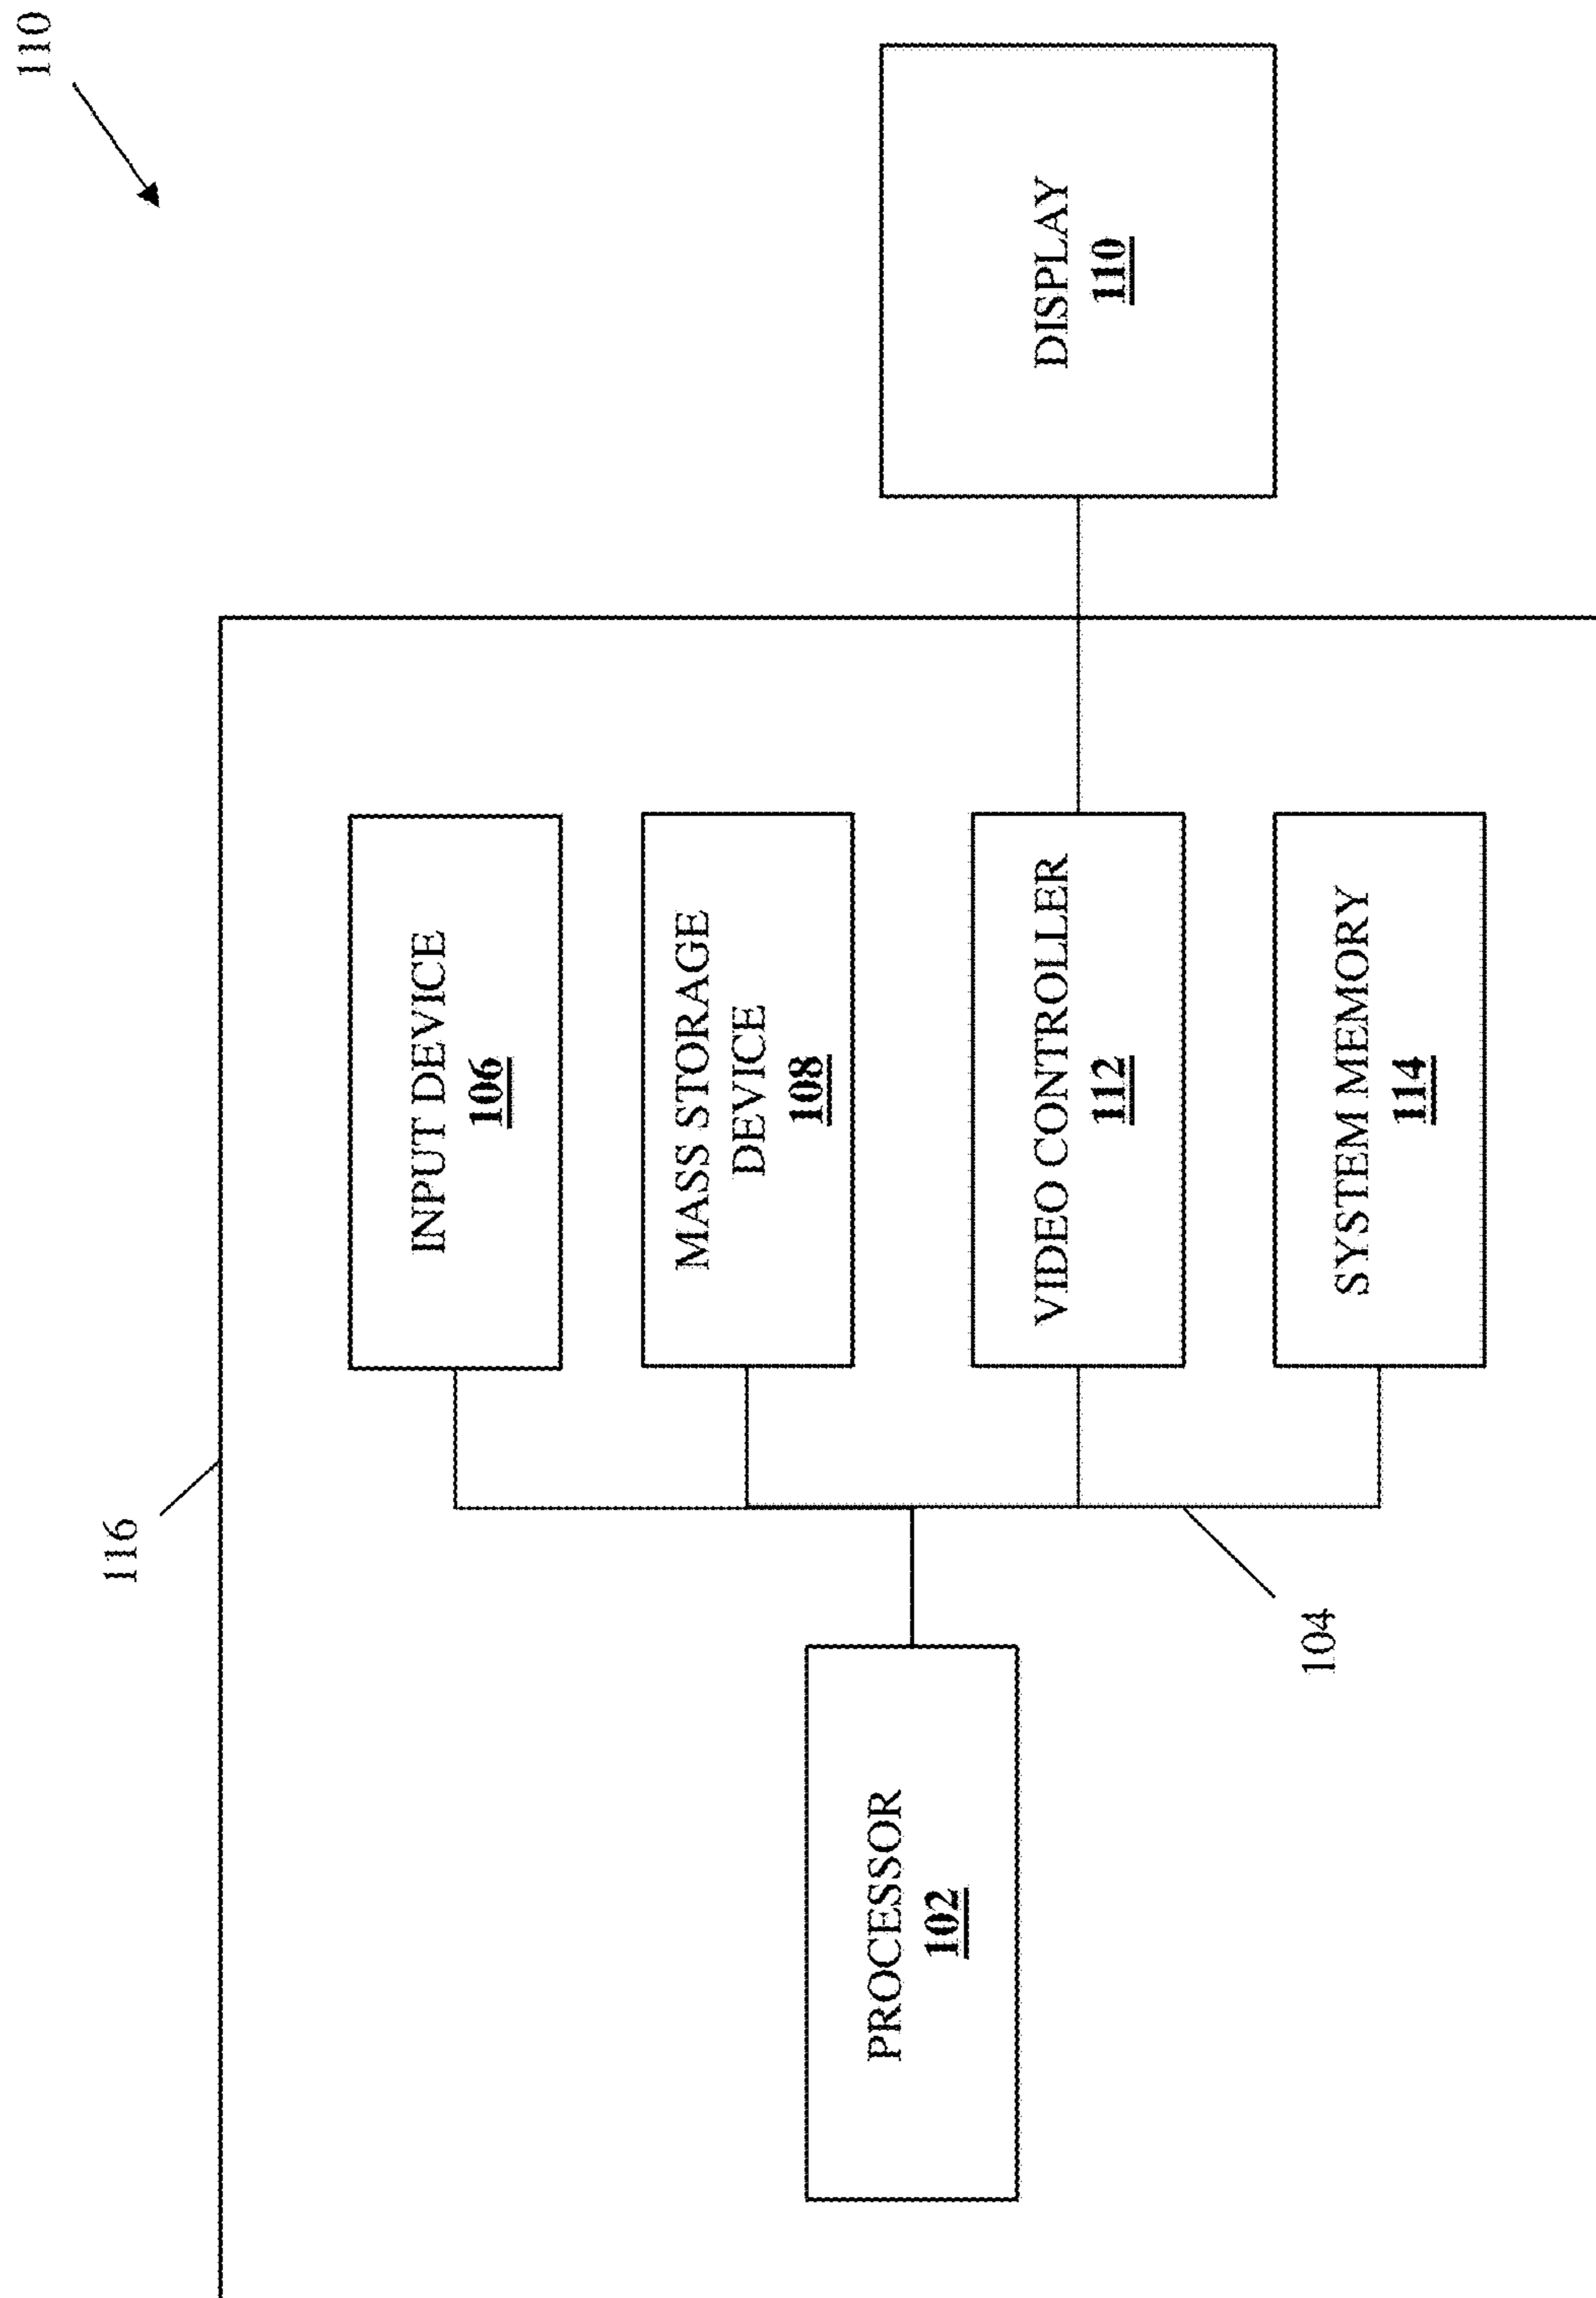 110
116
INPUT DEVICE
106
MASS STORAGE
DEVICE
108
PROCESSOR
102
VIDEO CONTROLLER
112
DISPLAY
110
SYSTEM MEMORY
114
104